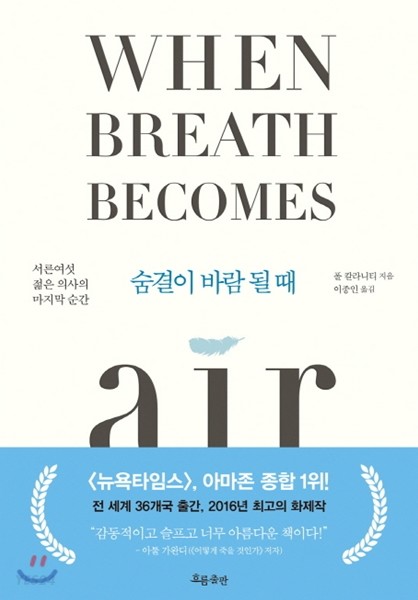 WHEN
BREATH
BECOMES
서른여섯
젊은 의사의
마지막 순간
숨결이 바람 될 때
폴 칼라니티 지음
이종인 옮김
air
〈뉴욕타임스〉, 아마존 종합 1위!
전 세계 36개국 출간, 2016년 최고의 화제작
“감동적이고 슬프고 너무 아름다운 책이다!”
– 아툴 가완디(《어떻게 죽을 것인가》 저자)
흐름출판